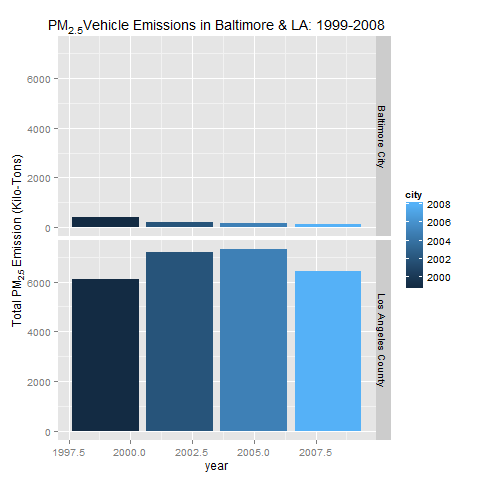 PM2.5Vehicle Emissions in Baltimore & LA: 1999-2008
Total PM2.5 Emission (Kilo-Tons)
6000
4000
2000
0
Baltimore City
6000
4000
2000
0
Los Angeles County
1997.5 2000.0 2002.5 2005.0 2007.5
year
city
2008
2006
2004
2002
2000